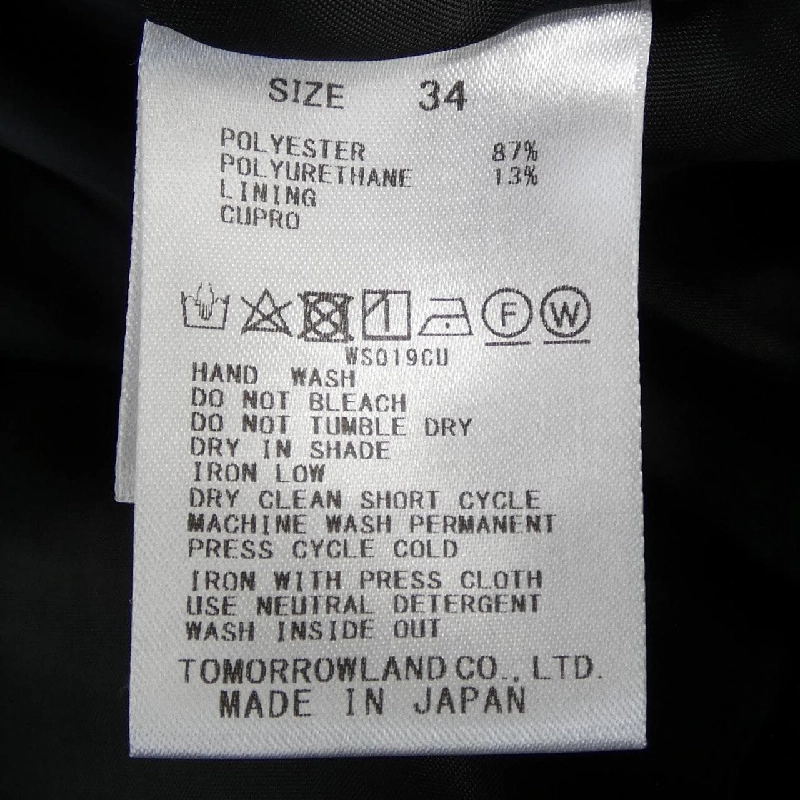 SIZE 34
POLYESTER 87%
POLYURETHANE 13%
LINING
CUPRO
F W
WS019CU
HAND WASH
DO NOT BLEACH
DO NOT TUMBLE DRY
DRY IN SHADE
IRON LOW
DRY CLEAN SHORT CYCLE
MACHINE WASH PERMANENT
PRESS CYCLE COLD
IRON WITH PRESS CLOTH
USE NEUTRAL DETERGENT
WASH INSIDE OUT
TOMORROWLAND CO., LTD.
MADE IN JAPAN